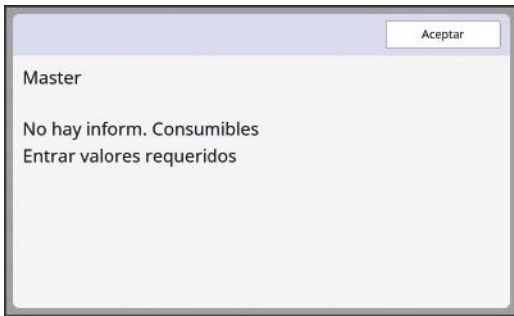 Aceptar
Master
No hay inform. Consumibles
Entrar valores requeridos